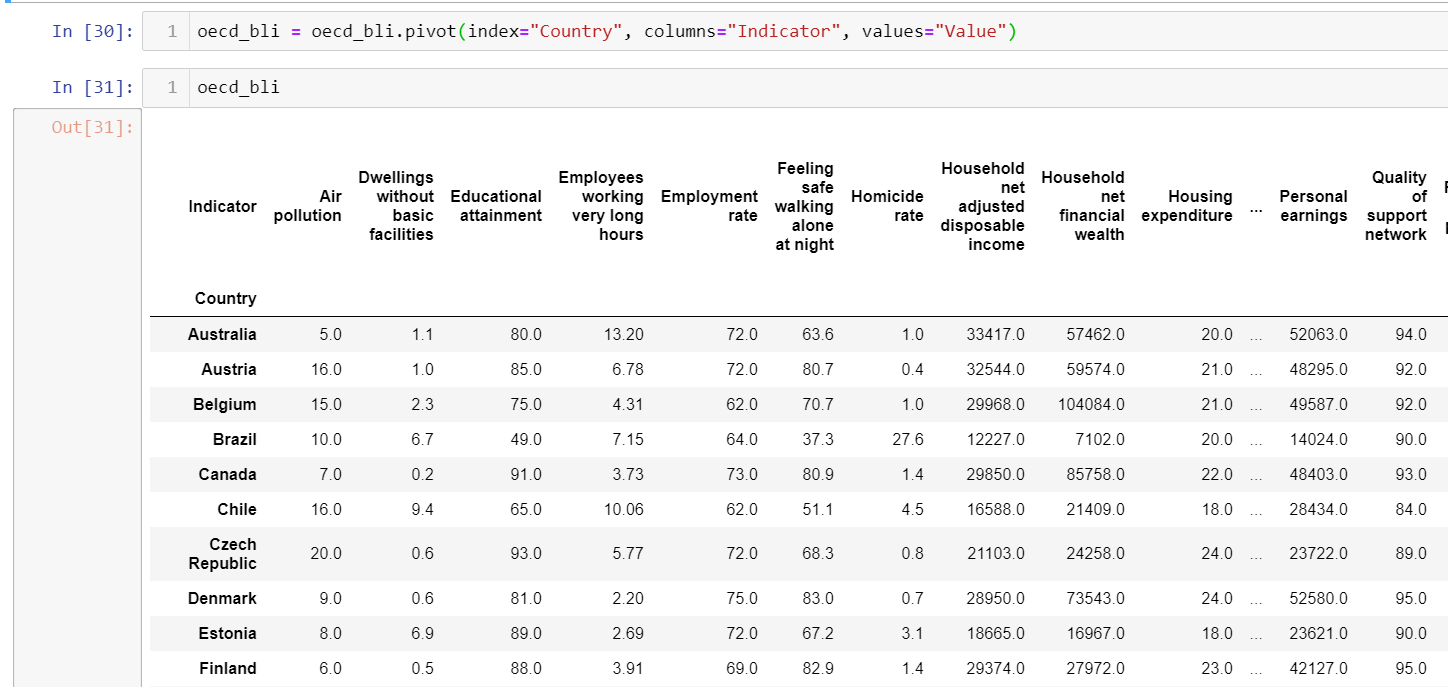 In [30]: 1 oecd_bli = oecd_bli.pivot(index="Country", columns="Indicator", values="Value")
In [31]: 1 oecd_bli
Out[31]:
Indicator Air pollution Dwellings without basic facilities Educational attainment Employees working very long hours Employment rate Feeling safe walking alone at night Homicide rate Household net adjusted disposable income Household net financial wealth Housing expenditure ... Personal earnings Quality of support network
Country
Australia 5.0 1.1 80.0 13.20 72.0 63.6 1.0 33417.0 57462.0 20.0 ... 52063.0 94.0
Austria 16.0 1.0 85.0 6.78 72.0 80.7 0.4 32544.0 59574.0 21.0 ... 48295.0 92.0
Belgium 15.0 2.3 75.0 4.31 62.0 70.7 1.0 29968.0 104084.0 21.0 ... 49587.0 92.0
Brazil 10.0 6.7 49.0 7.15 64.0 37.3 27.6 12227.0 7102.0 20.0 ... 14024.0 90.0
Canada 7.0 0.2 91.0 3.73 73.0 80.9 1.4 29850.0 85758.0 22.0 ... 48403.0 93.0
Chile 16.0 9.4 65.0 10.06 62.0 51.1 4.5 16588.0 21409.0 18.0 ... 28434.0 84.0
Czech Republic 20.0 0.6 93.0 5.77 72.0 68.3 0.8 21103.0 24258.0 24.0 ... 23722.0 89.0
Denmark 9.0 0.6 81.0 2.20 75.0 83.0 0.7 28950.0 73543.0 24.0 ... 52580.0 95.0
Estonia 8.0 6.9 89.0 2.69 72.0 67.2 3.1 18665.0 16967.0 18.0 ... 23621.0 90.0
Finland 6.0 0.5 88.0 3.91 69.0 82.9 1.4 29374.0 27972.0 23.0 ... 42127.0 95.0